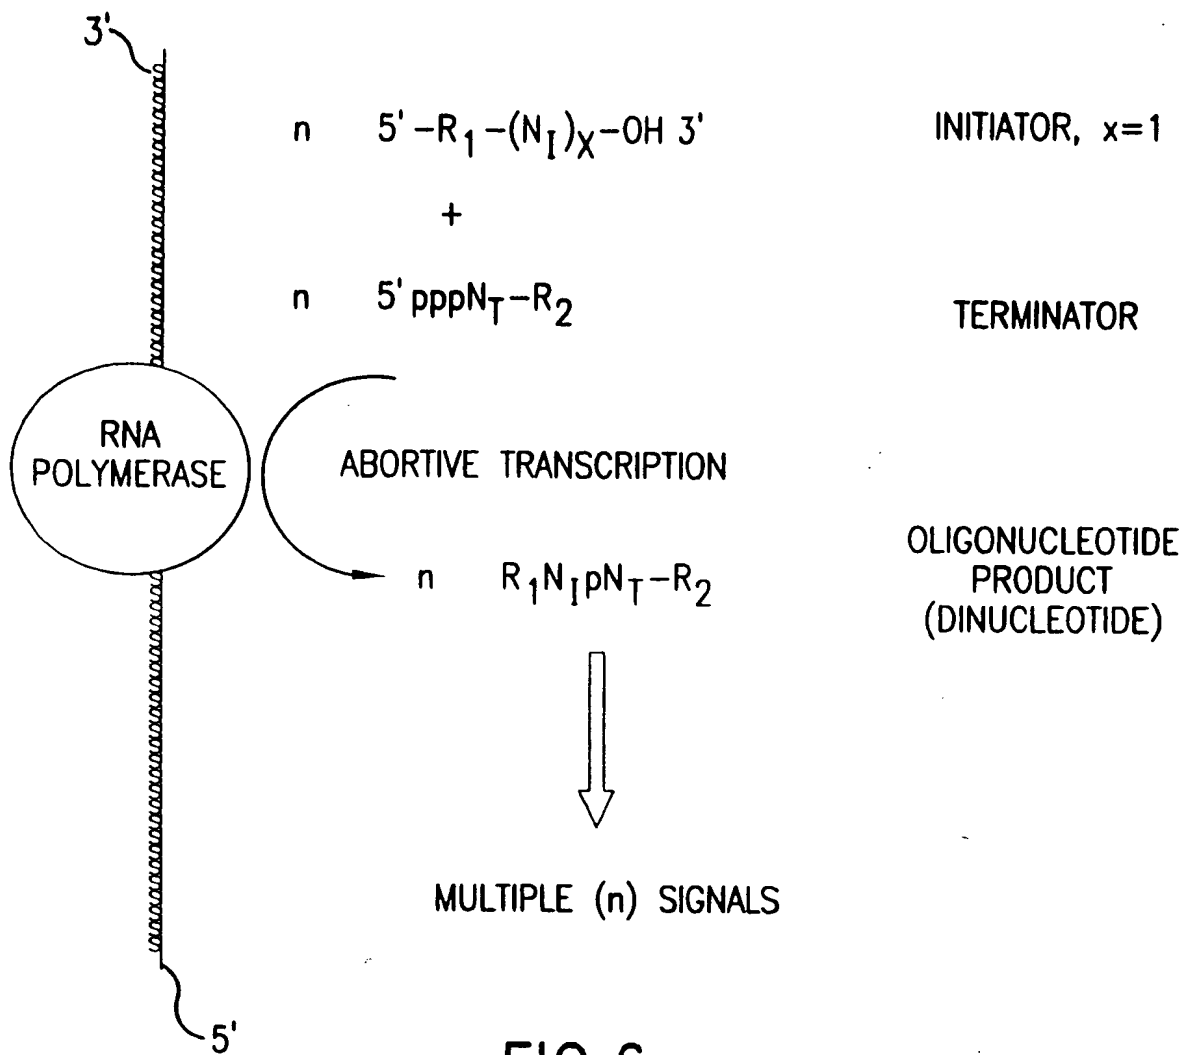 3'
n 5'-R1-(NI)X-OH 3' INITIATOR, x=1
+
n 5'pppNT-R2 TERMINATOR
RNA
POLYMERASE
ABORTIVE TRANSCRIPTION
n R1NIpNT-R2
OLIGONUCLEOTIDE
PRODUCT
(DINUCLEOTIDE)
MULTIPLE (n) SIGNALS
5'